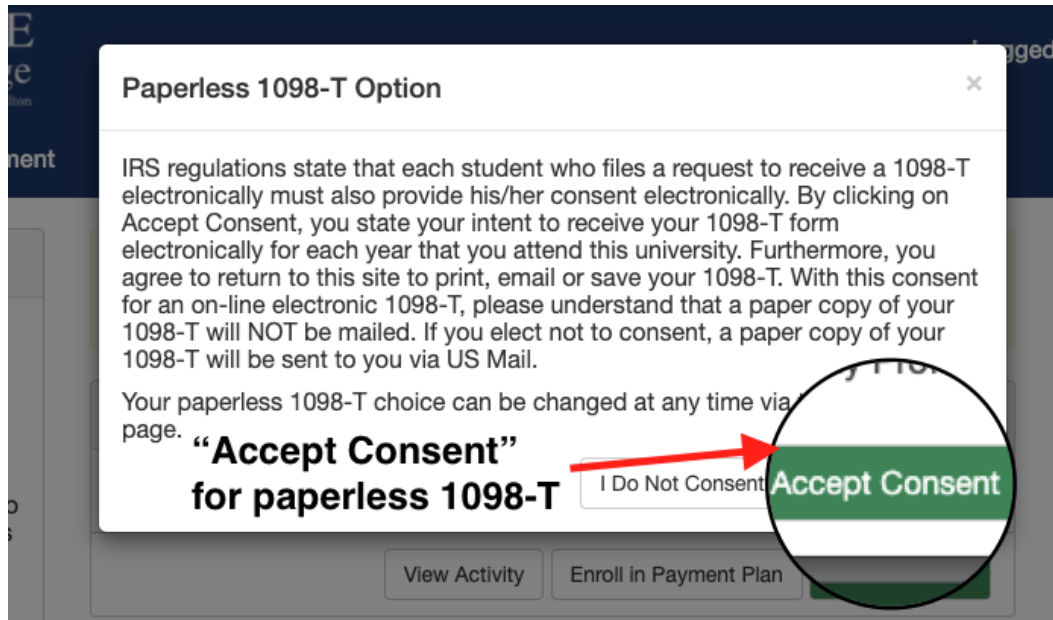 E
ge
lton
gged
ment
Paperless 1098-T Option
×
IRS regulations state that each student who files a request to receive a 1098-T
electronically must also provide his/her consent electronically. By clicking on
Accept Consent, you state your intent to receive your 1098-T form
electronically for each year that you attend this university. Furthermore, you
agree to return to this site to print, email or save your 1098-T. With this consent
for an on-line electronic 1098-T, please understand that a paper copy of your
1098-T will NOT be mailed. If you elect not to consent, a paper copy of your
1098-T will be sent to you via US Mail.
Your paperless 1098-T choice can be changed at any time via
page.
“Accept Consent”
for paperless 1098-T
I Do Not Consent
Accept Consent
View Activity
Enroll in Payment Plan